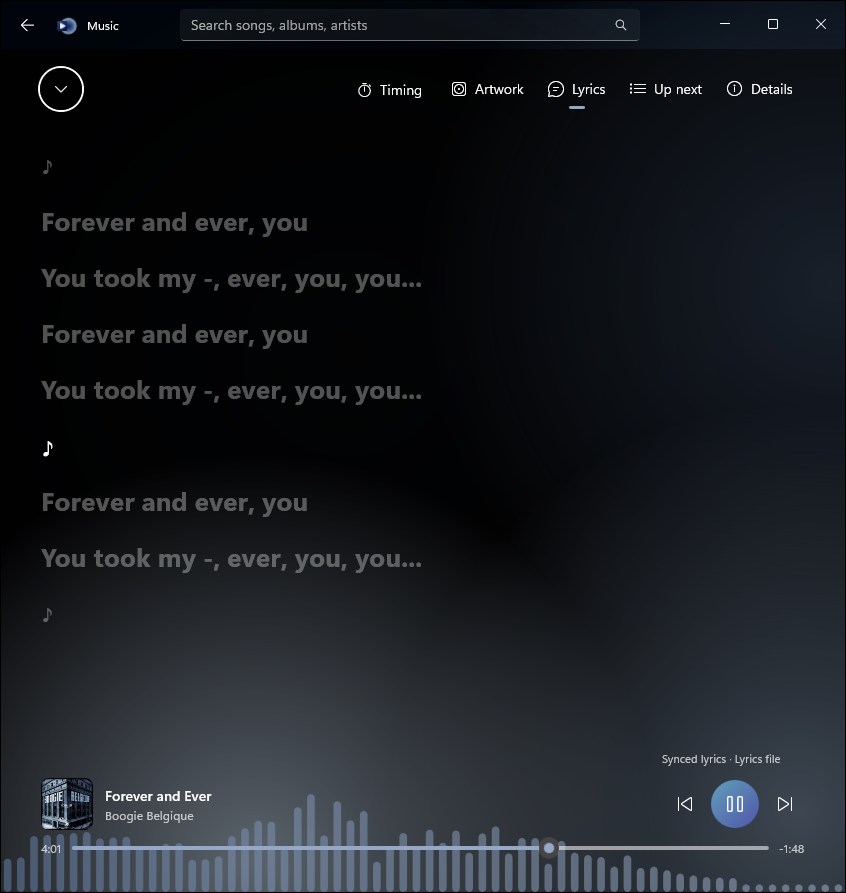 Music
Search songs, albums, artists
Timing
Artwork
Lyrics
Up next
Details
♪
Forever and ever, you
You took my -, ever, you, you...
Forever and ever, you
You took my -, ever, you, you...
♪
Forever and ever, you
You took my -, ever, you, you...
♪
Synced lyrics · Lyrics file
BOOGIE BELGIQUE
Forever and Ever
Boogie Belgique
4:01
-1:48